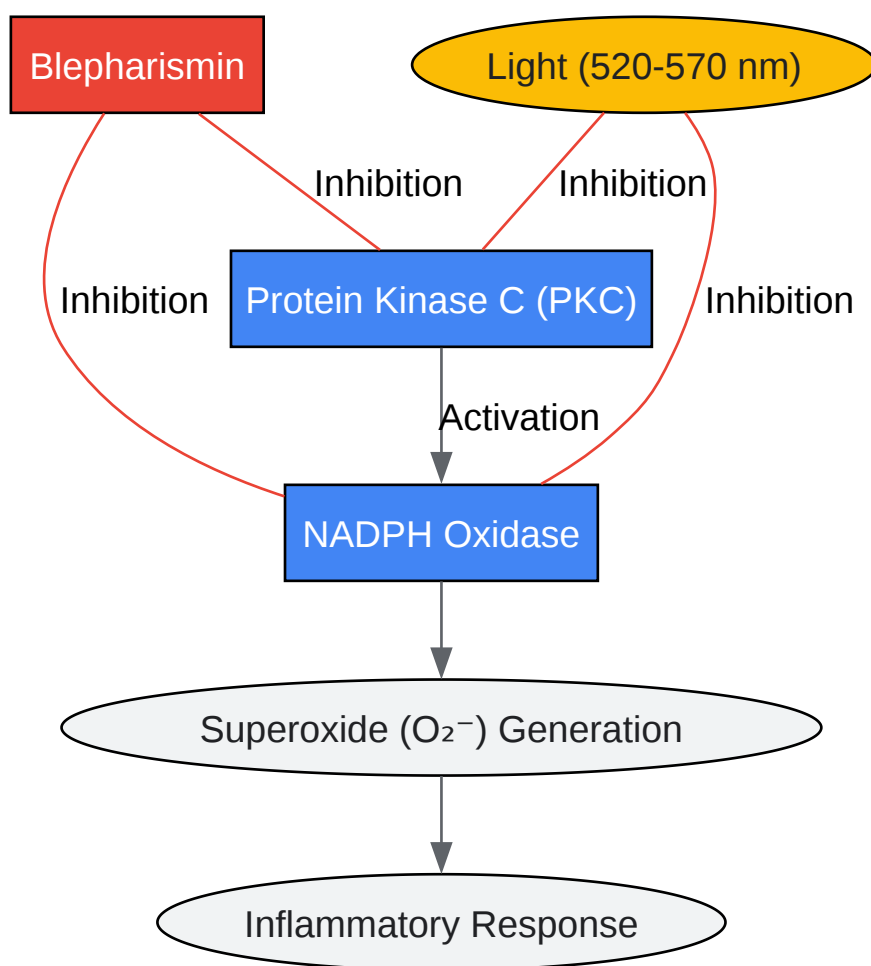 Blepharismin
Light (520-570 nm)
Inhibition
Inhibition
Inhibition
Protein Kinase C (PKC)
Inhibition
Activation
NADPH Oxidase
Superoxide (O₂⁻) Generation
Inflammatory Response